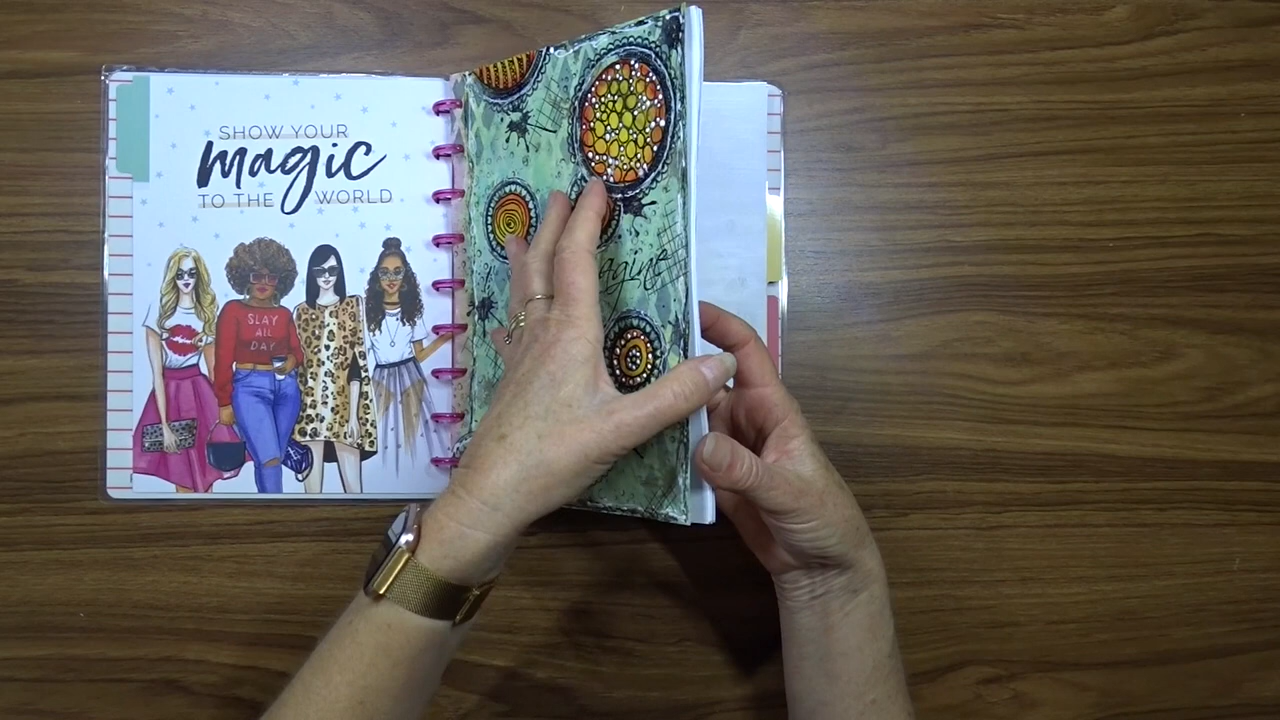 SHOW YOUR
magic
TO THE WORLD
SLAY
ALL
DAY